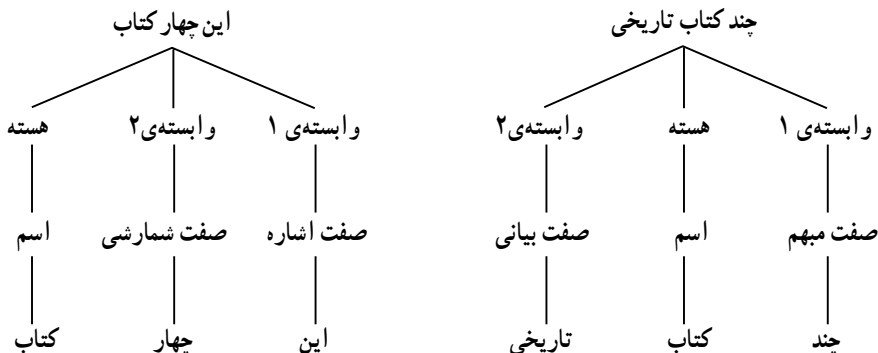 چند کتاب تاریخی
وابسته‌ی ۱ هسته وابسته‌ی۲
صفت مبهم اسم صفت بیانی
چند کتاب تاریخی
این چهار کتاب
وابسته‌ی ۱ وابسته‌ی۲ هسته
صفت اشاره صفت شمارشی اسم
این چهار کتاب